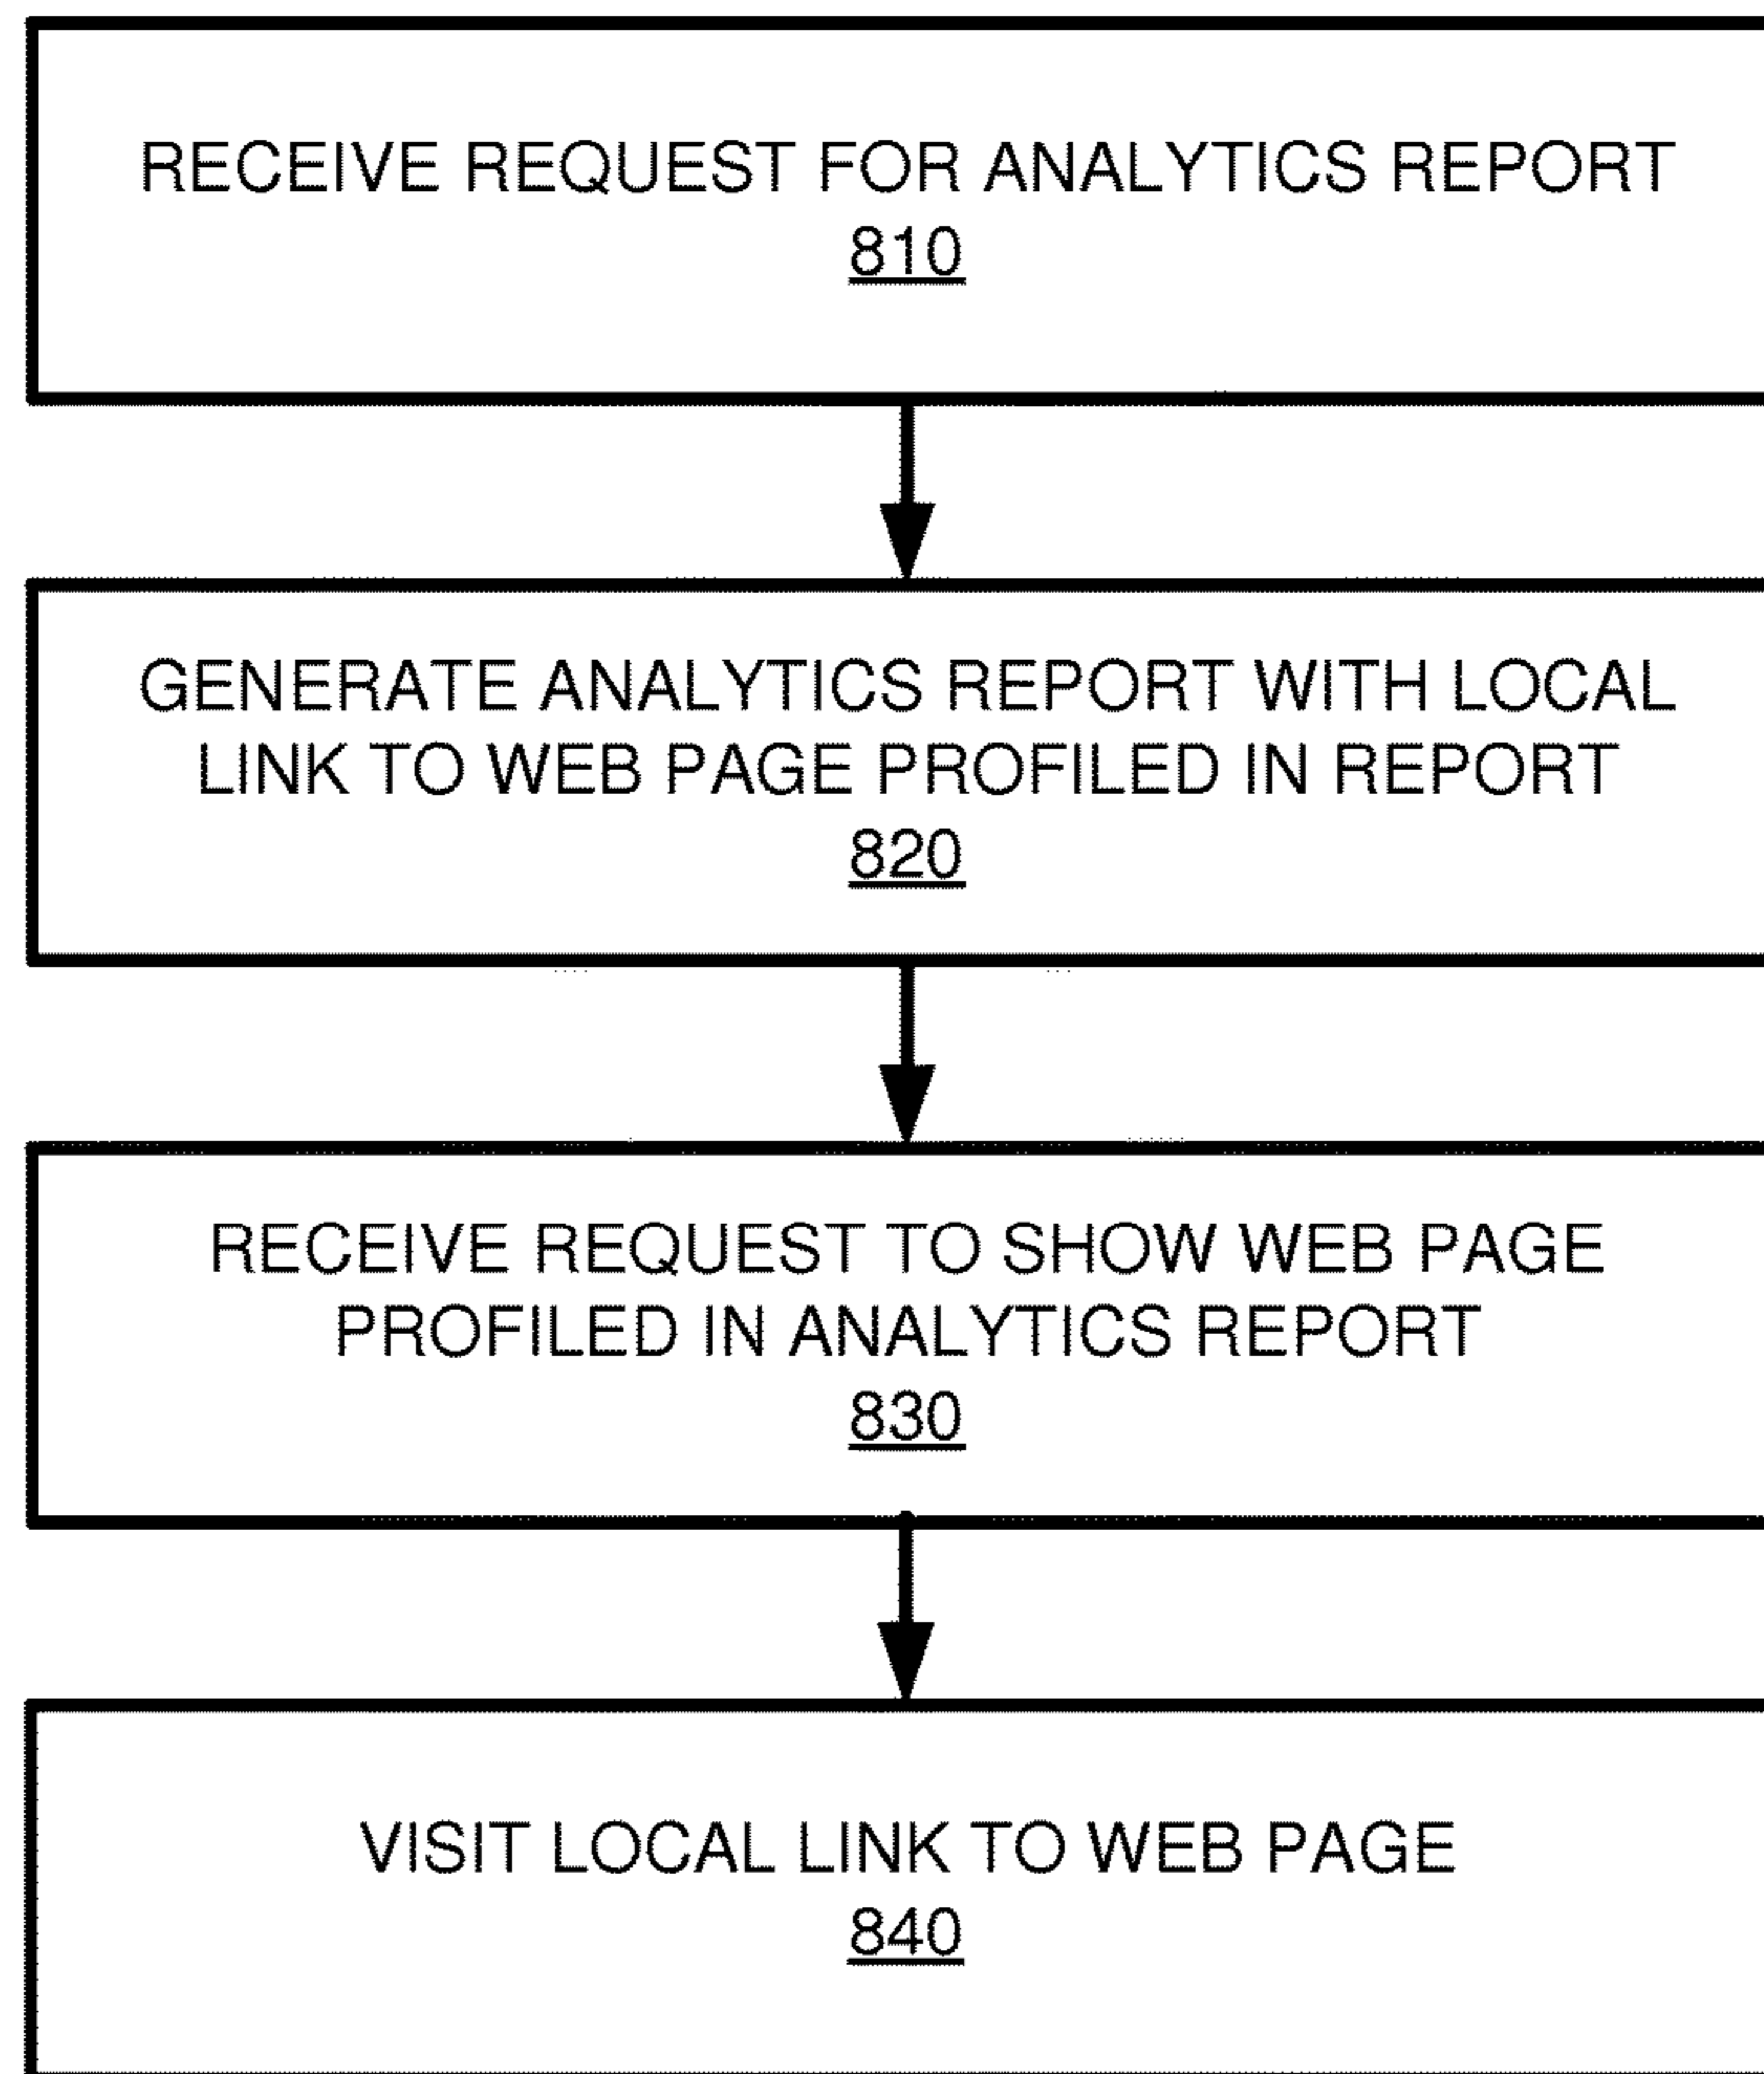 RECEIVE REQUEST FOR ANALYTICS REPORT
810
GENERATE ANALYTICS REPORT WITH LOCAL
LINK TO WEB PAGE PROFILED IN REPORT
820
RECEIVE REQUEST TO SHOW WEB PAGE
PROFILED IN ANALYTICS REPORT
830
VISIT LOCAL LINK TO WEB PAGE
840